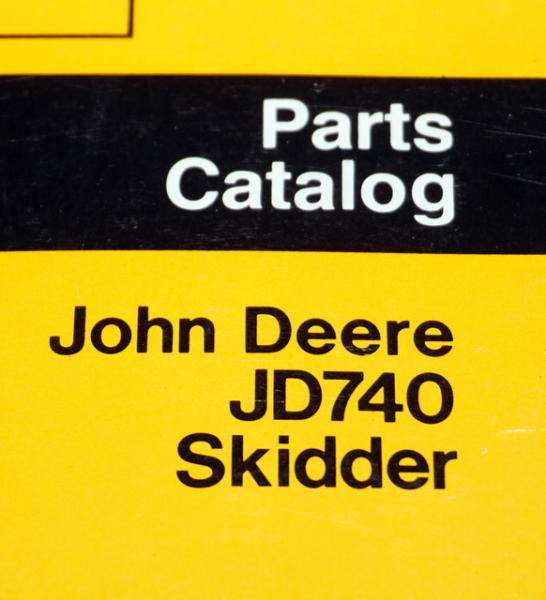 Parts
Catalog
John Deere
JD740
Skidder